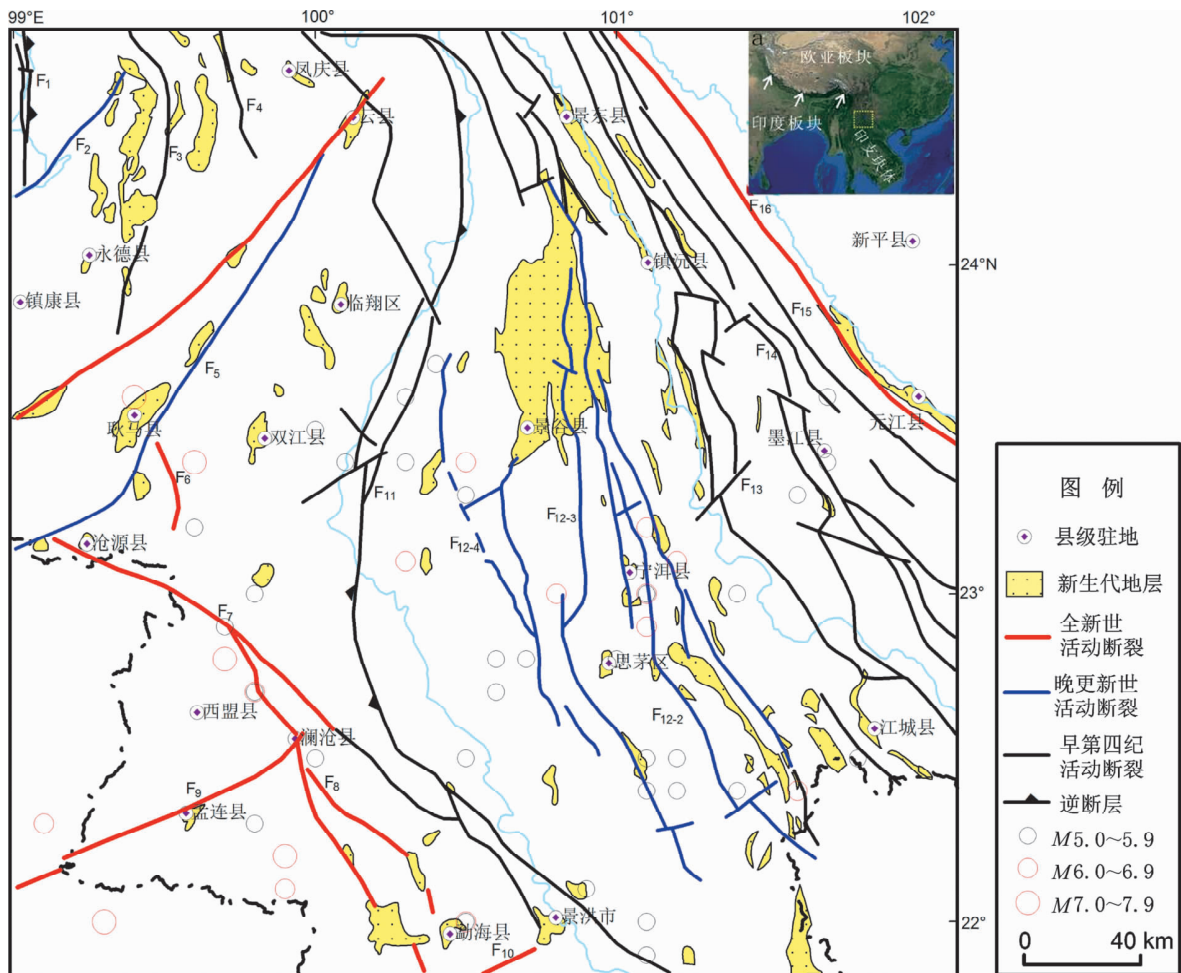 99°E
100°
101°
102°
a
欧亚板块
印度板块
印支块体
F1
F2
F3
F4
凤庆县
云县
景东县
F16
新平县
永德县
镇沅县
24°N
镇康县
临翔区
F15
F14
F5
耿马县
双江县
景谷县
墨江县
元江县
F6
F11
F13
F12-3
F12-4
沧源县
宁洱县
23°
F7
思茅区
西盟县
F12-2
江城县
澜沧县
F8
F9
孟连县
景洪市
勐海县
F10
22°
图 例
县级驻地
新生代地层
全新世
活动断裂
晚更新世
活动断裂
早第四纪
活动断裂
逆断层
M5.0~5.9
M6.0~6.9
M7.0~7.9
0 40 km